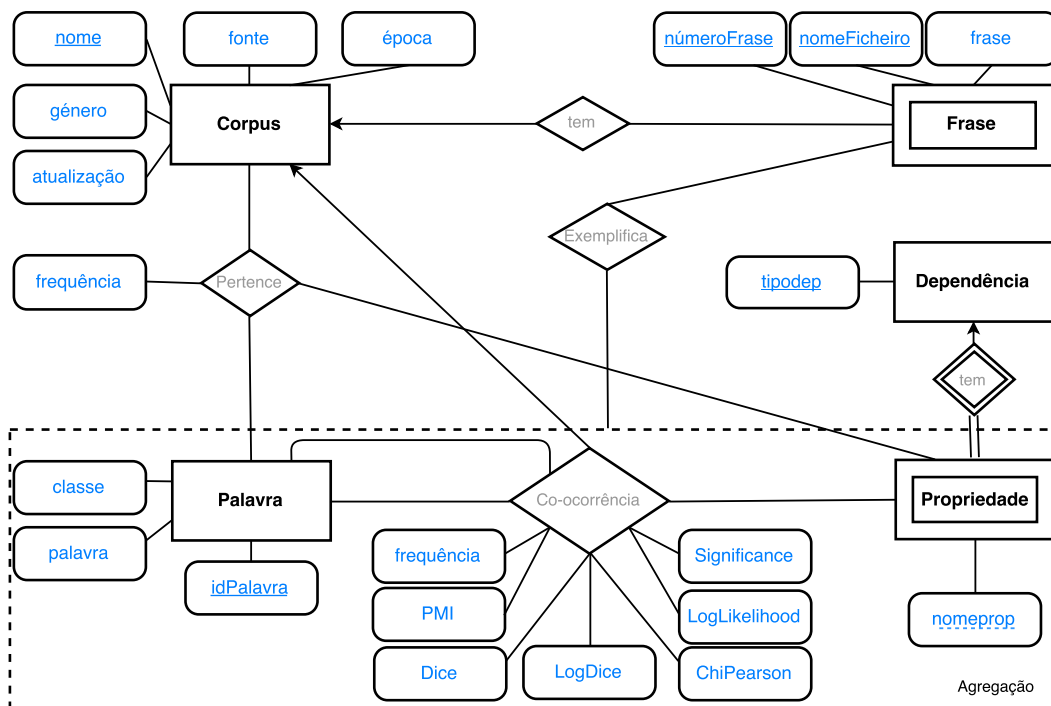 nome
fonte
época
númeroFrase
nomeFicheiro
frase
género
Corpus
tem
Frase
atualização
Exemplifica
frequência
Pertence
tipodep
Dependência
tem
classe
Palavra
Co-ocorrência
Propriedade
palavra
idPalavra
frequência
Significance
PMI
LogLikelihood
nomeprop
Dice
LogDice
ChiPearson
Agregação